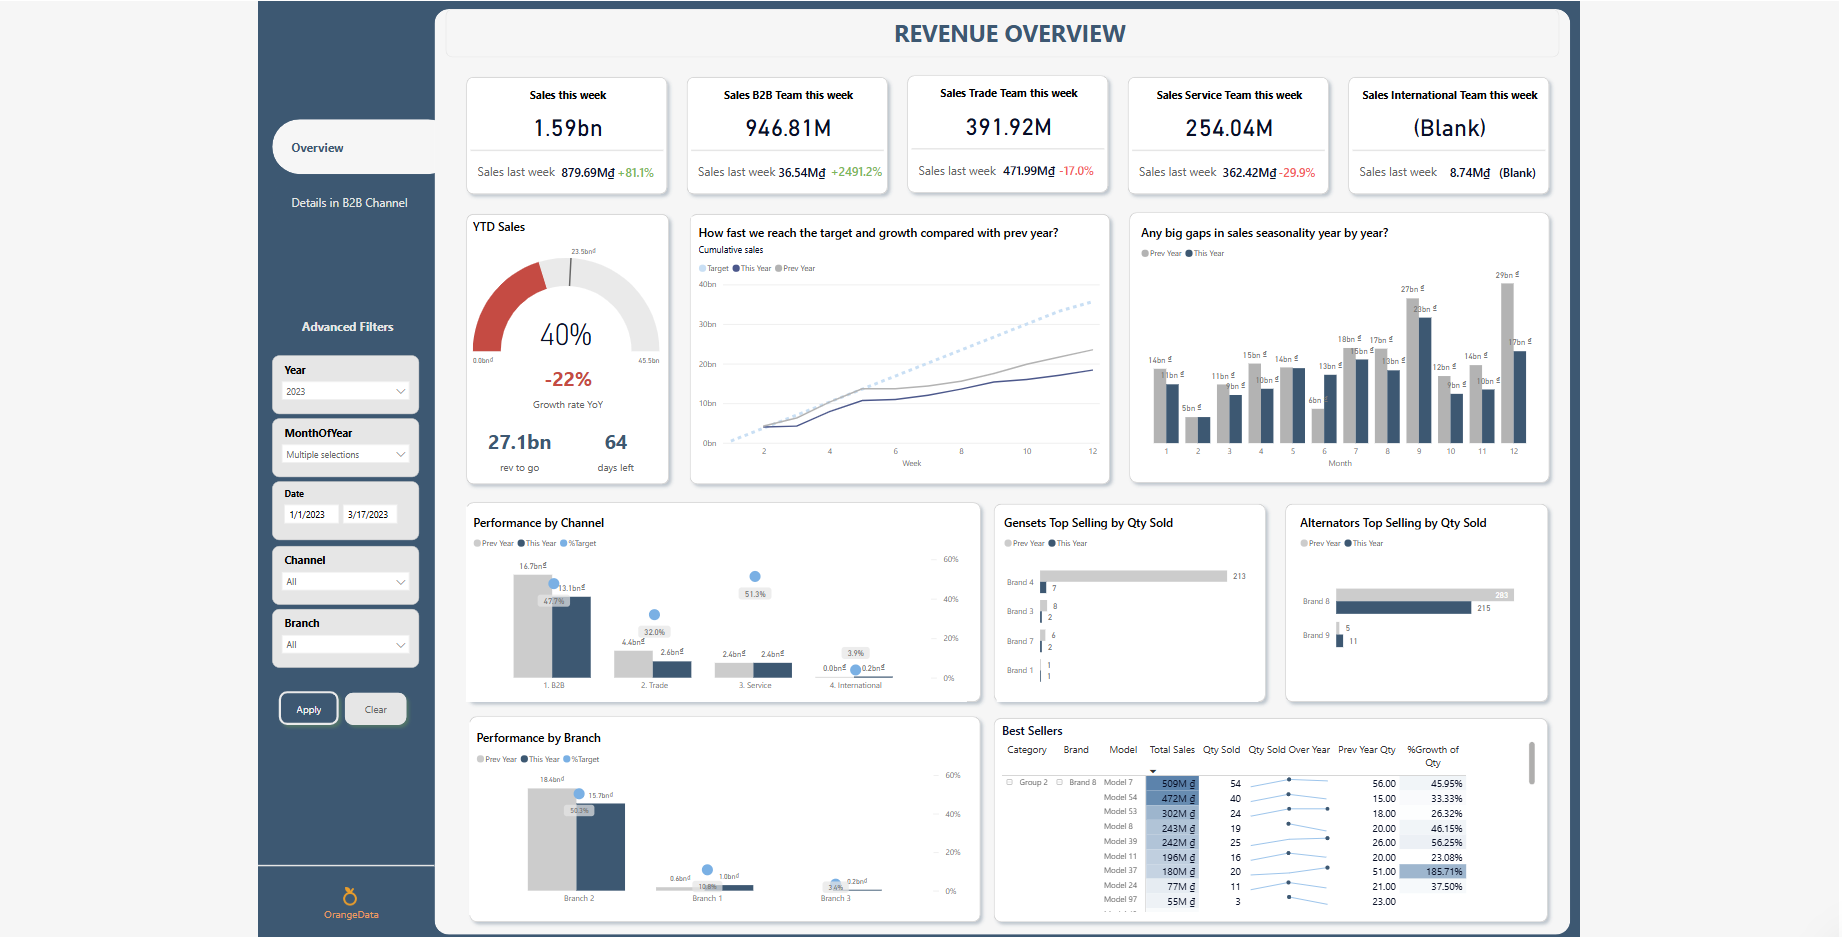 REVENUE OVERVIEW
Overview
Details in B2B Channel
Advanced Filters
Year
2023
MonthOfYear
Multiple selections
Date
1/1/2023 3/17/2023
Channel
All
Branch
All
Apply Clear
OrangeData
Sales this week
1.59bn
Sales last week 879.69M₫ +81.1%
Sales B2B Team this week
946.81M
Sales last week 36.54M₫ +2491.2%
Sales Trade Team this week
391.92M
Sales last week 471.99M₫ -17.0%
Sales Service Team this week
254.04M
Sales last week 362.42M₫ -29.9%
Sales International Team this week
(Blank)
Sales last week 8.74M₫ (Blank)
YTD Sales
23.5bn₫
40%
0.0bn₫ 45.5bn
-22%
Growth rate YoY
27.1bn 64
rev to go days left
How fast we reach the target and growth compared with prev year?
Cumulative sales
Target This Year Prev Year
40bn
30bn
20bn
10bn
0bn
2 4 6 8 10 12
Week
Any big gaps in sales seasonality year by year?
Prev Year This Year
14bn ₫ 11bn ₫ 5bn ₫ 11bn ₫ 9bn ₫ 15bn ₫ 10bn ₫ 14bn ₫ 6bn ₫ 13bn ₫ 18bn ₫ 15bn ₫ 17bn ₫ 13bn ₫ 27bn ₫ 23bn ₫ 12bn ₫ 9bn ₫ 14bn ₫ 10bn ₫ 29bn ₫ 17bn ₫
1 2 3 4 5 6 7 8 9 10 11 12
Month
Performance by Channel
Prev Year This Year %Target
60%
40%
20%
0%
16.7bn₫ 13.1bn₫
47.7%
4.4bn₫ 2.6bn₫
32.0%
2.4bn₫ 2.4bn₫
51.3%
0.0bn₫ 0.2bn₫
3.9%
1. B2B 2. Trade 3. Service 4. International
Gensets Top Selling by Qty Sold
Prev Year This Year
Brand 4 213
7
Brand 3 8
2
Brand 7 6
2
Brand 1 1
1
Alternators Top Selling by Qty Sold
Prev Year This Year
Brand 8 283
215
Brand 9 5
11
Performance by Branch
Prev Year This Year %Target
60%
40%
20%
0%
18.4bn₫ 15.7bn₫
50.3%
0.6bn₫ 1.0bn₫
10.8%
0.2bn₫
3.4%
Branch 2 Branch 1 Branch 3
Best Sellers
Category Brand Model Total Sales Qty Sold Qty Sold Over Year Prev Year Qty %Growth of
Qty
Group 2 Brand 8 Model 7 509M ₫ 54 56.00 45.95%
Model 54 472M ₫ 40 15.00 33.33%
Model 53 302M ₫ 24 18.00 26.32%
Model 8 243M ₫ 19 20.00 46.15%
Model 39 242M ₫ 25 26.00 56.25%
Model 11 196M ₫ 16 20.00 23.08%
Model 37 180M ₫ 20 51.00 185.71%
Model 24 77M ₫ 11 21.00 37.50%
Model 97 55M ₫ 3 23.00